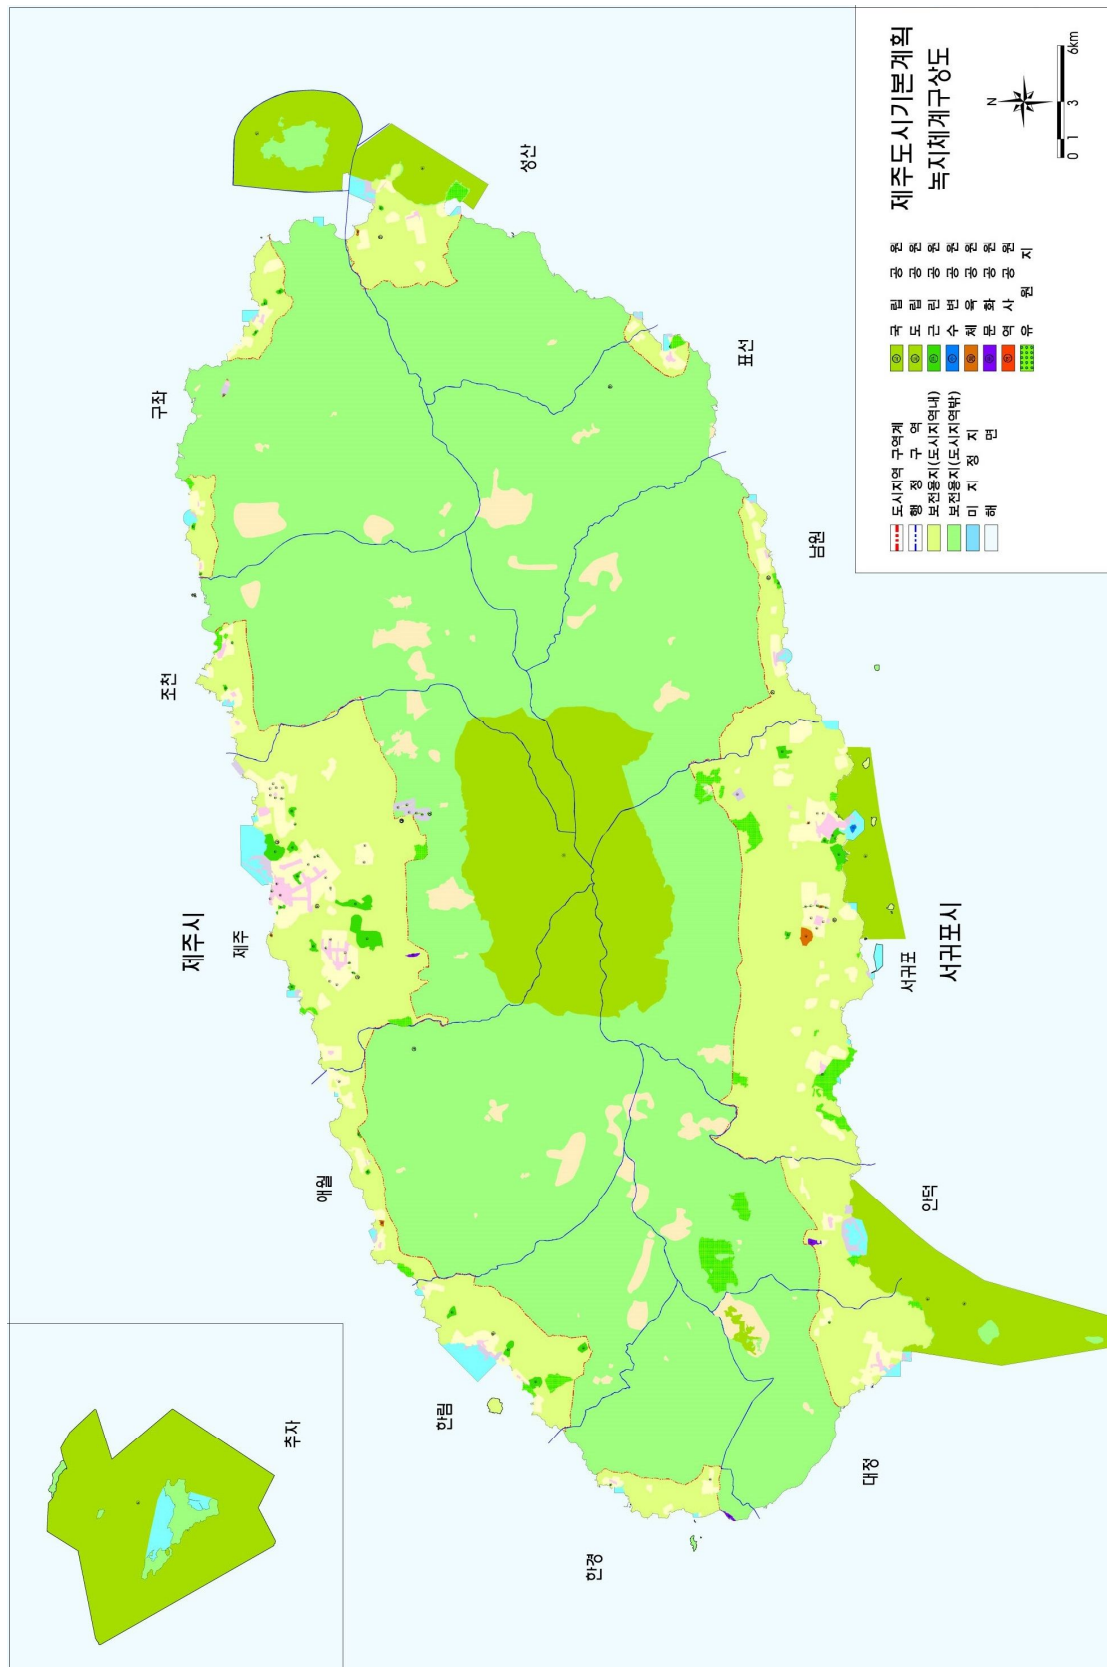 제주도시기본계획
녹지체계구상도
N
0 1 3 6km
도시지역 구역계
행 정 구 역
보전용지(도시지역내)
보전용지(도시지역밖)
미 지 정 지
해 면
국 립 공 원
도 립 공 원
근 린 공 원
수 변 공 원
체 육 공 원
문 화 공 원
역 사 공 원
유 원 지
추자
구좌
조천
제주시
제주
애월
한림
한경
대정
안덕
서귀포
서귀포시
남원
표선
성산